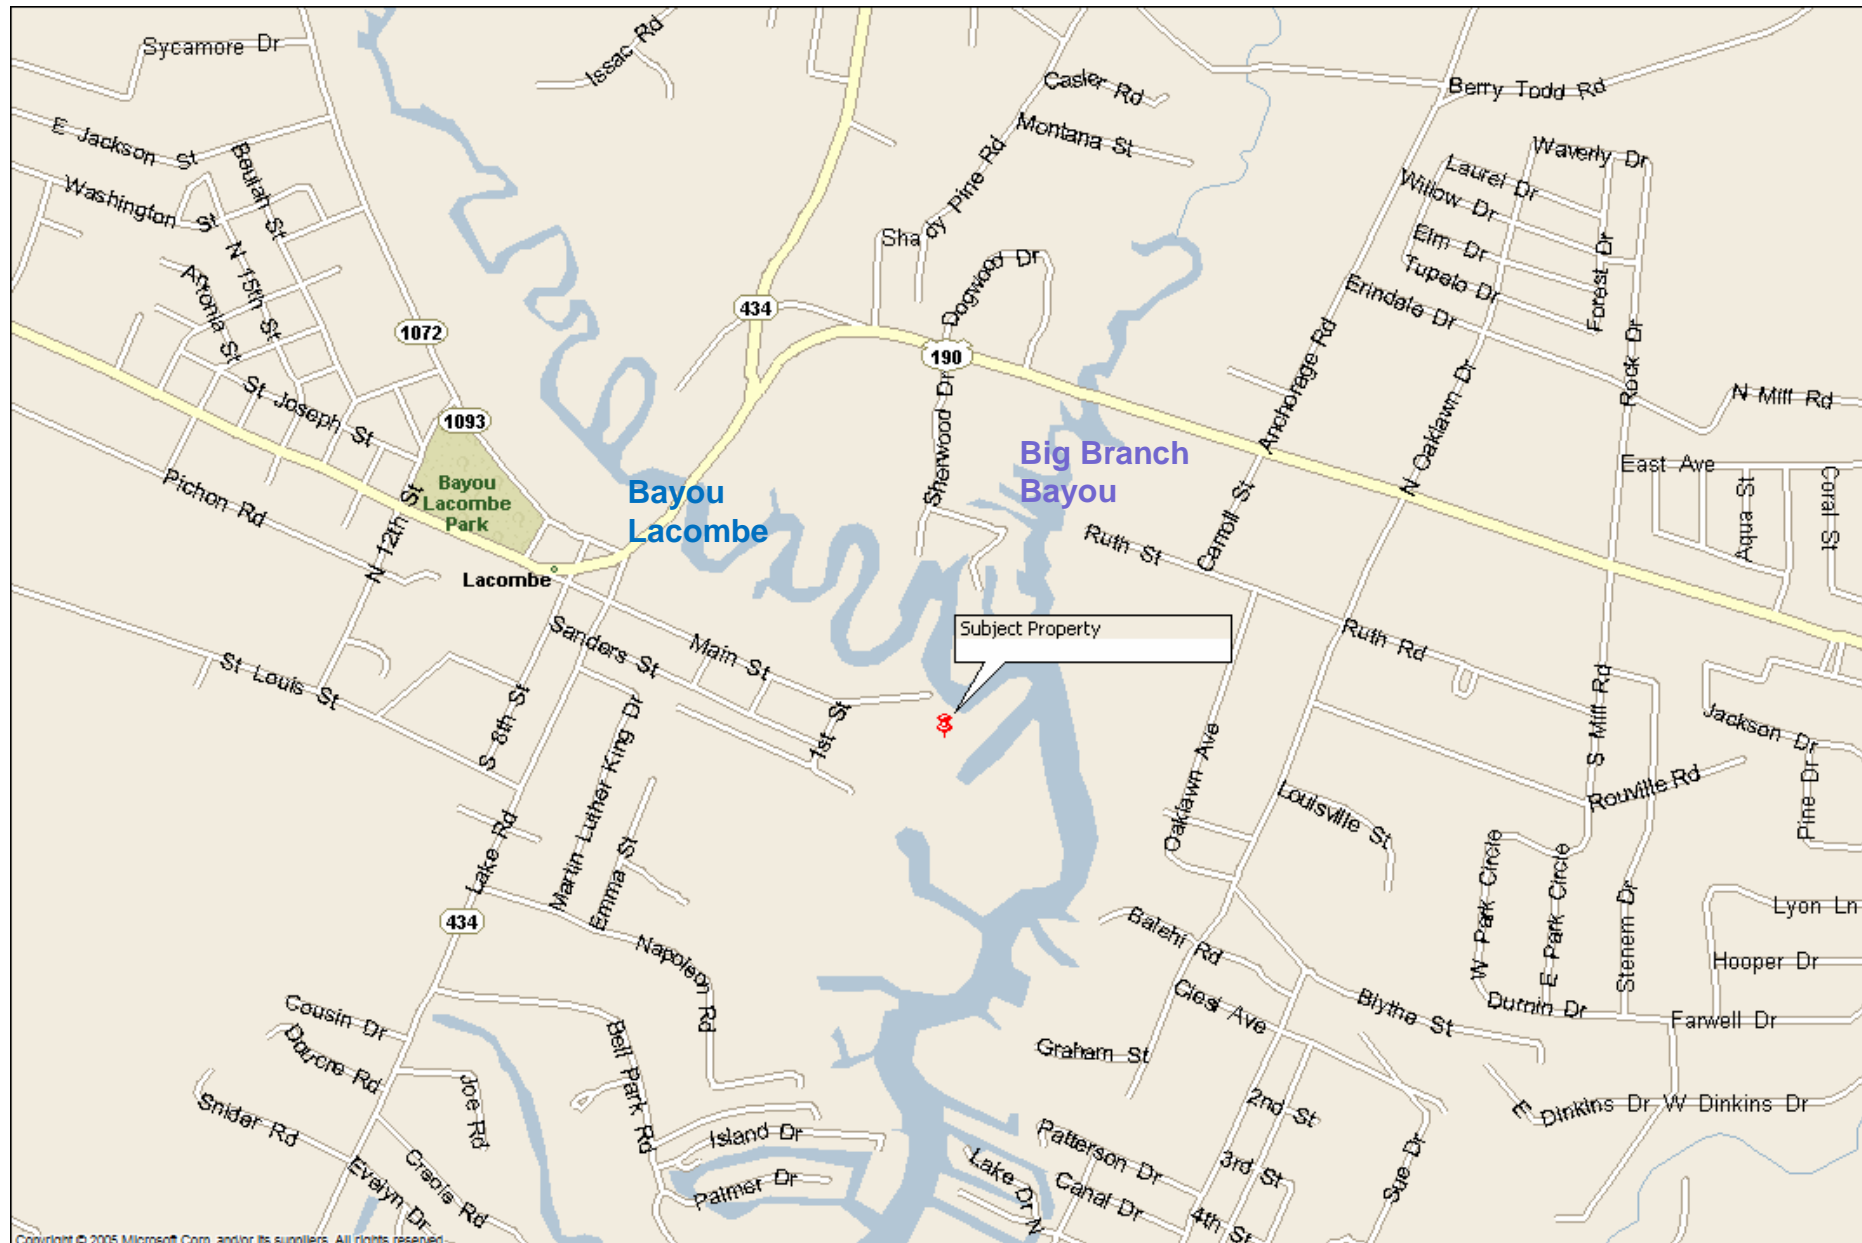 Sycamore Dr
Issac Rd
Casler Rd
Berry Todd Rd
E Jackson St
Beulah St
Montana St
Waverly Dr
Laurel Dr
Washington St
Willow Dr
Shady Pine Rd
Elm Dr
N 15th St
Dogwood Dr
Tupelo Dr
Forest Dr
Erindale Dr
434
1072
190
Anchorage Rd
Rock Dr
St Joseph St
N Oaklawn Dr
N Mill Rd
1093
Sherwood Dr
Big Branch
Bayou
East Ave
Pichon Rd
Bayou
Lacombe
Park
Bayou
Lacombe
Carroll St
Aqua St
Coral St
N 12th St
Ruth St
Lacombe
Sanders St
Main St
Subject Property
Ruth Rd
St Louis St
S 8th St
1st St
S Mill Rd
Jackson Dr
Martin Luther King Dr
Oaklawn Ave
Louisville St
Rouville Rd
Pine Dr
Lake Rd
Emma St
W Park Circle
E Park Circle
Stenem Dr
Lyon Ln
434
Napoleon Rd
Balehi Rd
Hooper Dr
Ciesi Ave
Blythe St
Durnin Dr
Farwell Dr
Cousin Dr
Doucre Rd
Bell Park Rd
Graham St
Joe Rd
2nd St
E Dinkins Dr
W Dinkins Dr
Snider Rd
Island Dr
Patterson Dr
3rd St
Sue Dr
Creole Rd
Evelyn Dr
Palmer Dr
Lake Dr N
Canal Dr
4th St
Copyright © 2005 Microsoft Corp. and/or its suppliers. All rights reserved.